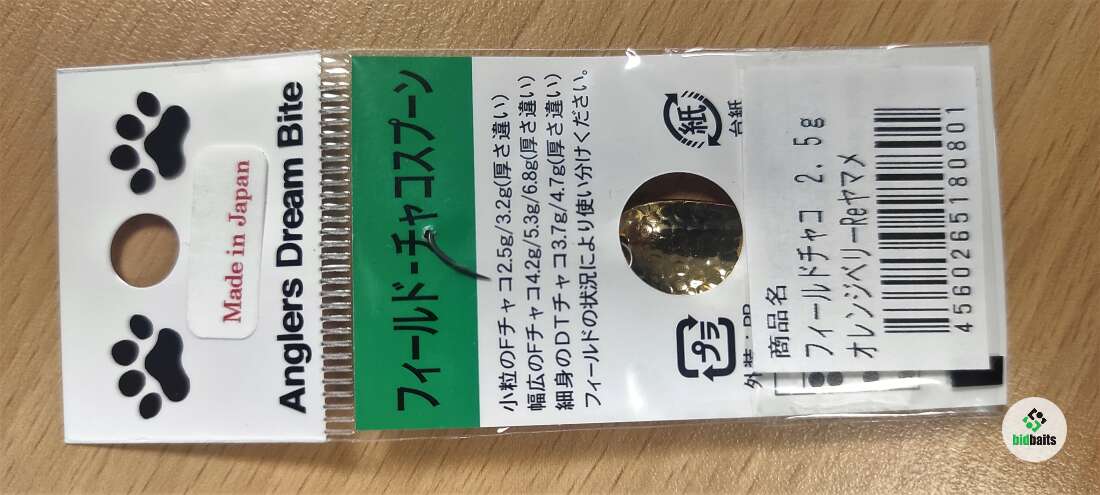 Anglers Dream Bite
Made in Japan
フィールド-チャコスプーン
小粒のFチャコ2.5g/3.2g(厚さ違い)
幅広のFチャコ4.2g/5.3g/6.8g(厚さ違い)
細身のDTチャコ3.7g/4.7g(厚さ違い)
フィールドの状況により使い分けください。
紙
台紙
プラ
外装:PP
商品名
フィールドチャコ 2.5g
オレンジベリーReヤマメ
4560265180801
bidbaits